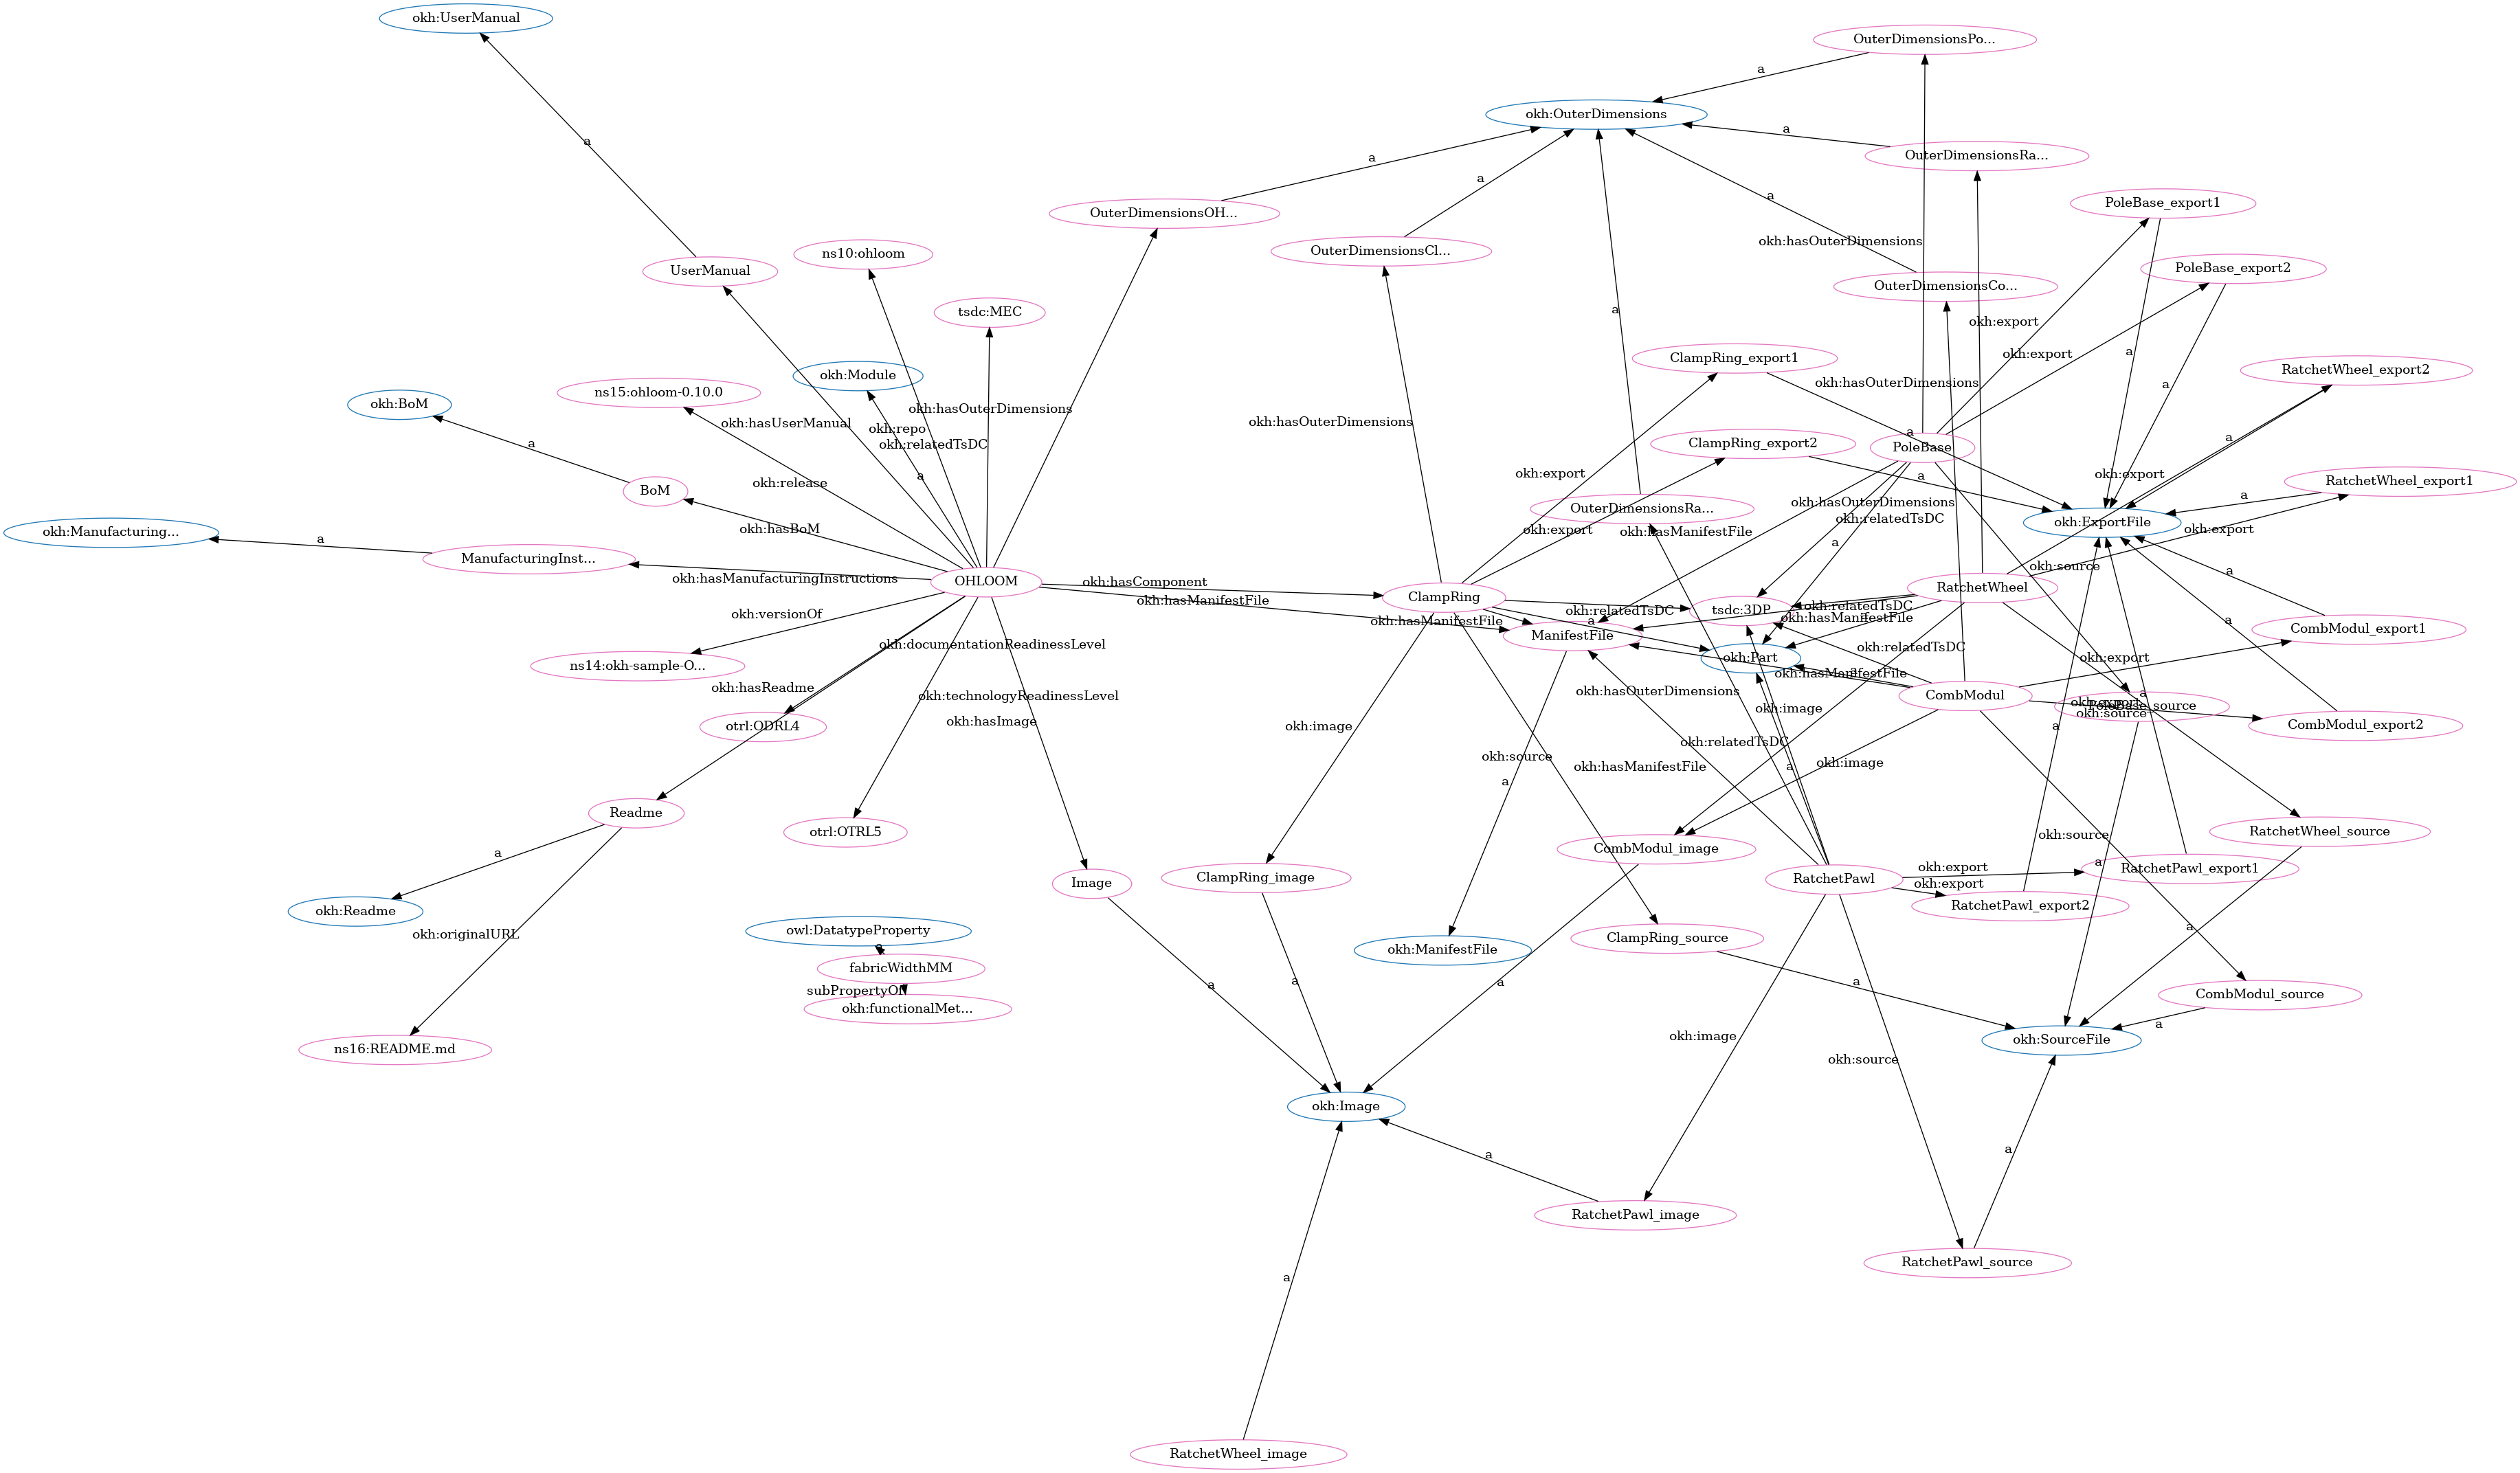 okh:UserManual
OuterDimensionsPo...
a
okh:OuterDimensions
a
a
a
OuterDimensionsRa...
a
a
PoleBase_export1
OuterDimensionsOH...
okh:hasOuterDimensions
OuterDimensionsCl...
ns10:ohloom
UserManual
PoleBase_export2
OuterDimensionsCo...
a
tsdc:MEC
okh:export
a
okh:export
ClampRing_export1
okh:Module
RatchetWheel_export2
okh:hasOuterDimensions
a
ns15:ohloom-0.10.0
okh:BoM
okh:hasOuterDimensions
okh:hasUserManual
okh:hasOuterDimensions
okh:repo
a
a
a
okh:relatedTsDC
ClampRing_export2
PoleBase
okh:export
okh:export
a
a
okh:release
RatchetWheel_export1
BoM
a
okh:hasOuterDimensions
OuterDimensionsRa...
okh:relatedTsDC
okh:ExportFile
okh:hasBoM
okh:export
okh:hasManifestFile
okh:export
okh:Manufacturing...
a
a
ManufacturingInst...
okh:source
a
okh:hasManufacturingInstructions
OHLOOM
okh:hasComponent
RatchetWheel
okh:hasManifestFile
ClampRing
okh:relatedTsDC
tsdc:3DP
okh:relatedTsDC
okh:versionOf
okh:hasManifestFile
a
okh:hasManifestFile
a
a
CombModul_export1
ManifestFile
okh:documentationReadinessLevel
okh:relatedTsDC
okh:Part
okh:export
ns14:okh-sample-O...
okh:hasManifestFile
a
okh:hasReadme
okh:technologyReadinessLevel
okh:hasOuterDimensions
CombModul
a
okh:export
PoleBase_source
okh:image
okh:source
okh:hasImage
otrl:ODRL4
okh:image
a
CombModul_export2
okh:relatedTsDC
okh:source
okh:hasManifestFile
a
okh:image
a
Readme
otrl:OTRL5
okh:source
RatchetWheel_source
a
CombModul_image
a
okh:export
RatchetPawl_export1
ClampRing_image
Image
RatchetPawl
okh:export
RatchetPawl_export2
okh:Readme
okh:originalURL
owl:DatatypeProperty
a
ClampRing_source
a
okh:ManifestFile
fabricWidthMM
subPropertyOf
okh:functionalMet...
a
a
a
a
CombModul_source
a
okh:image
okh:SourceFile
ns16:README.md
okh:source
okh:Image
a
a
RatchetPawl_image
RatchetPawl_source
a
RatchetWheel_image